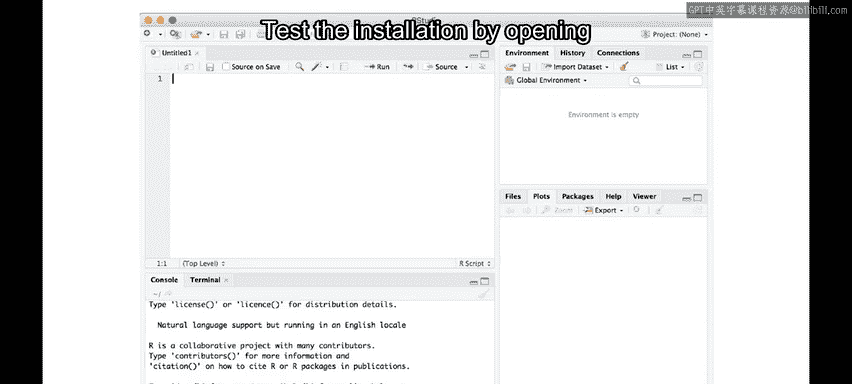 GPT中英字幕课程资源@bilibili.com
Test the installation by opening
Project: (None)
Untitled1
Source on Save
Run
Source
1
1:1
(Top Level)
R Script
Environment
History
Connections
Import Dataset
List
Global Environment
Environment is empty
Files
Plots
Packages
Help
Viewer
Zoom
Export
Console
Terminal
~/
Type 'license()' or 'licence()' for distribution details.
Natural language support but running in an English locale
R is a collaborative project with many contributors.
Type 'contributors()' for more information and
'citation()' on how to cite R or R packages in publications.